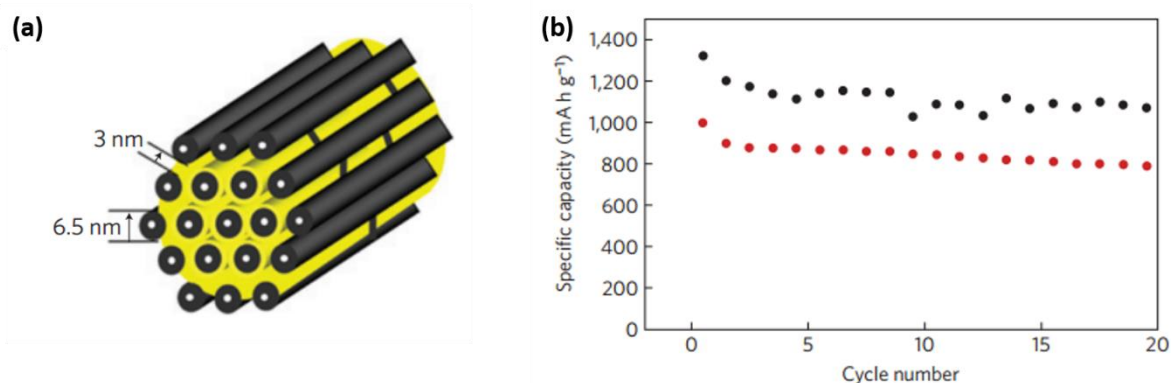 (a)
3 nm
6.5 nm
(b)
Specific capacity (mA h g⁻¹)
1,400
1,200
1,000
800
600
400
200
0
0 5 10 15 20
Cycle number